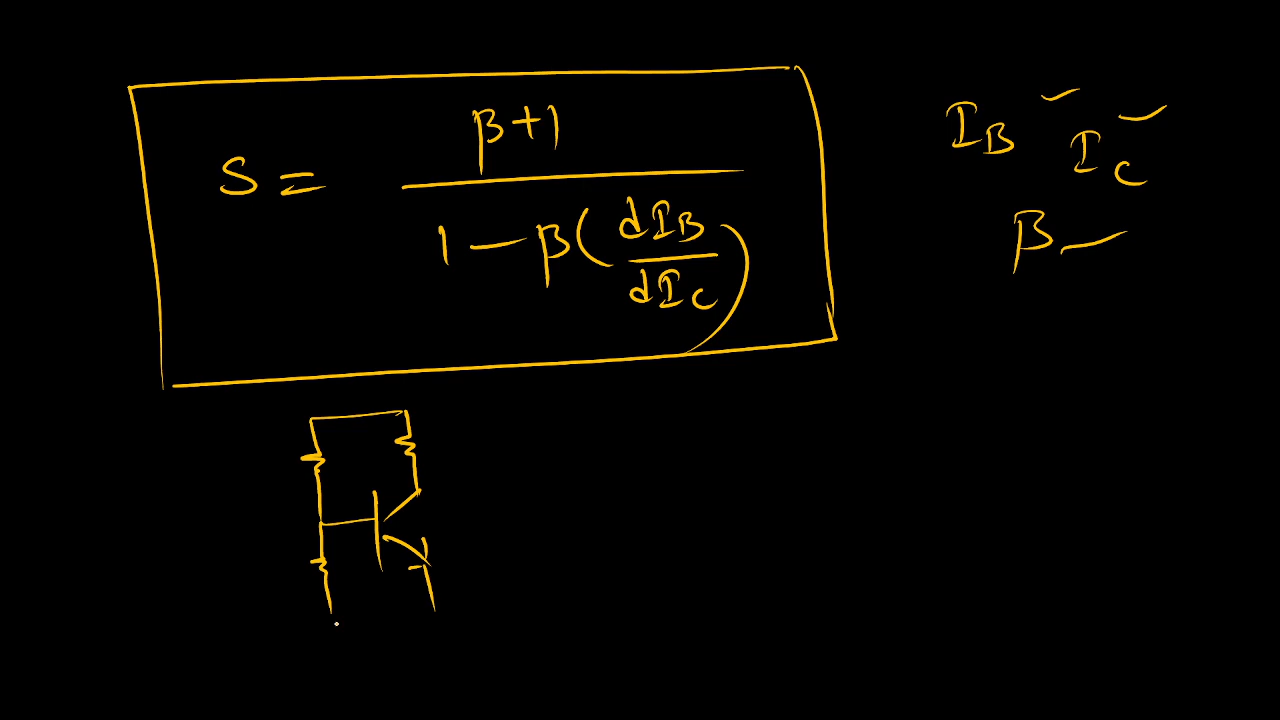 S = β+1 / 1 − β(dI_B / dI_C)
I_B I_C
β